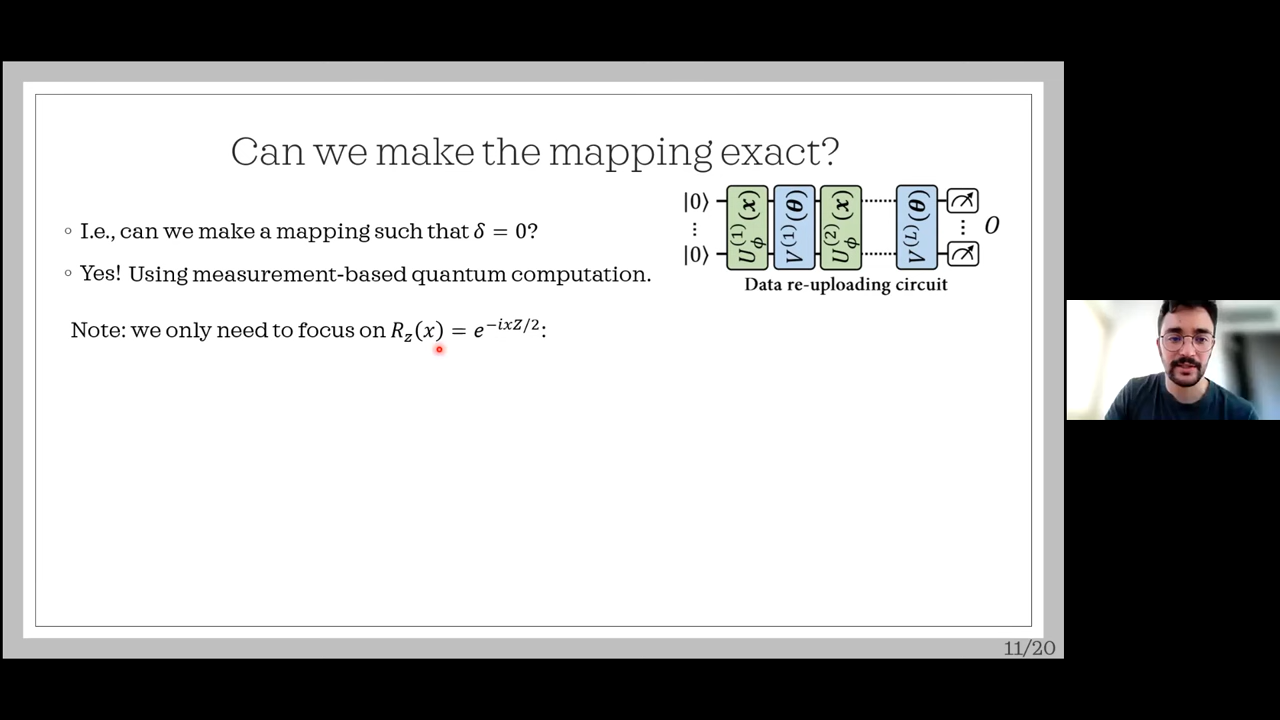 Can we make the mapping exact?
◦ I.e., can we make a mapping such that 𝛿 = 0?
◦ Yes! Using measurement-based quantum computation.
Note: we only need to focus on R_z(x) = e^{−ixZ/2}:
|0⟩ U_ϕ^{(1)}(x) V^{(1)}(θ) U_ϕ^{(2)}(x) ········ V^{(L)}(θ)
⋮ ⋮ O
|0⟩
Data re-uploading circuit
11/20